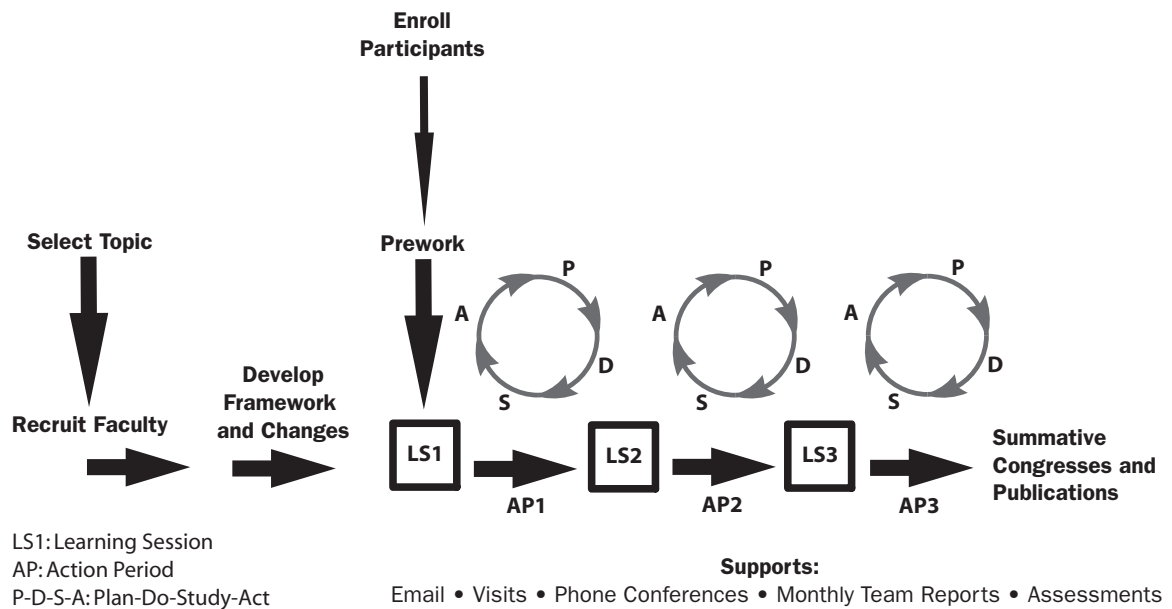 Enroll
Participants
Select Topic
Prework
P
A
D
S
P
A
D
S
P
A
D
S
Recruit Faculty
Develop
Framework
and Changes
LS1
LS2
LS3
AP1
AP2
AP3
Summative
Congresses and
Publications
LS1: Learning Session
AP: Action Period
P-D-S-A: Plan-Do-Study-Act
Supports:
Email • Visits • Phone Conferences • Monthly Team Reports • Assessments